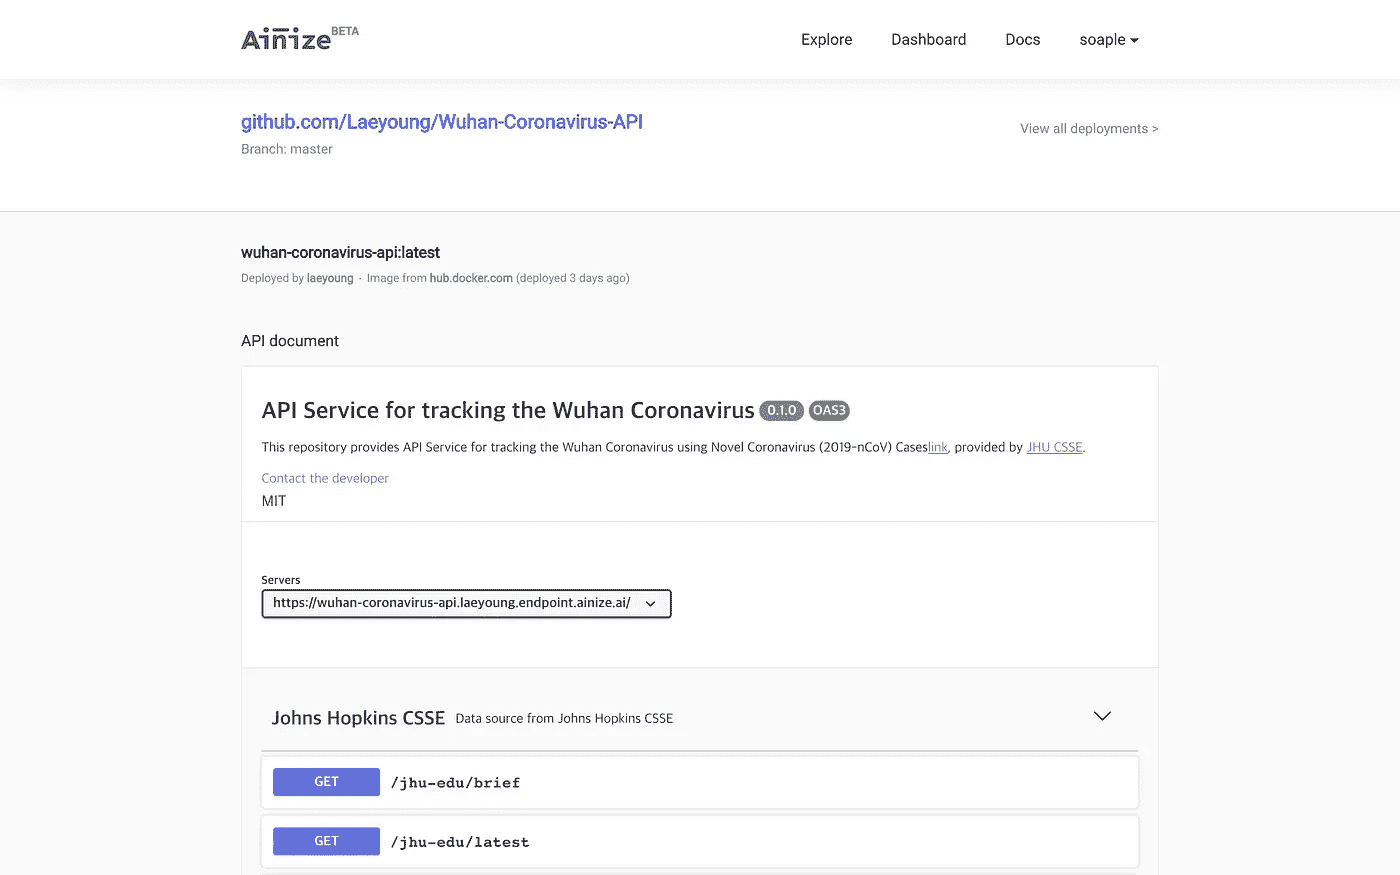 Ainize BETA
Explore Dashboard Docs soaple
github.com/Laeyoung/Wuhan-Coronavirus-API
View all deployments >
Branch: master
wuhan-coronavirus-api:latest
Deployed by laeyoung · Image from hub.docker.com (deployed 3 days ago)
API document
API Service for tracking the Wuhan Coronavirus 0.1.0 OAS3
This repository provides API Service for tracking the Wuhan Coronavirus using Novel Coronavirus (2019-nCoV) Caseslink, provided by JHU CSSE.
Contact the developer
MIT
Servers
https://wuhan-coronavirus-api.laeyoung.endpoint.ainize.ai/
Johns Hopkins CSSE Data source from Johns Hopkins CSSE
GET /jhu-edu/brief
GET /jhu-edu/latest